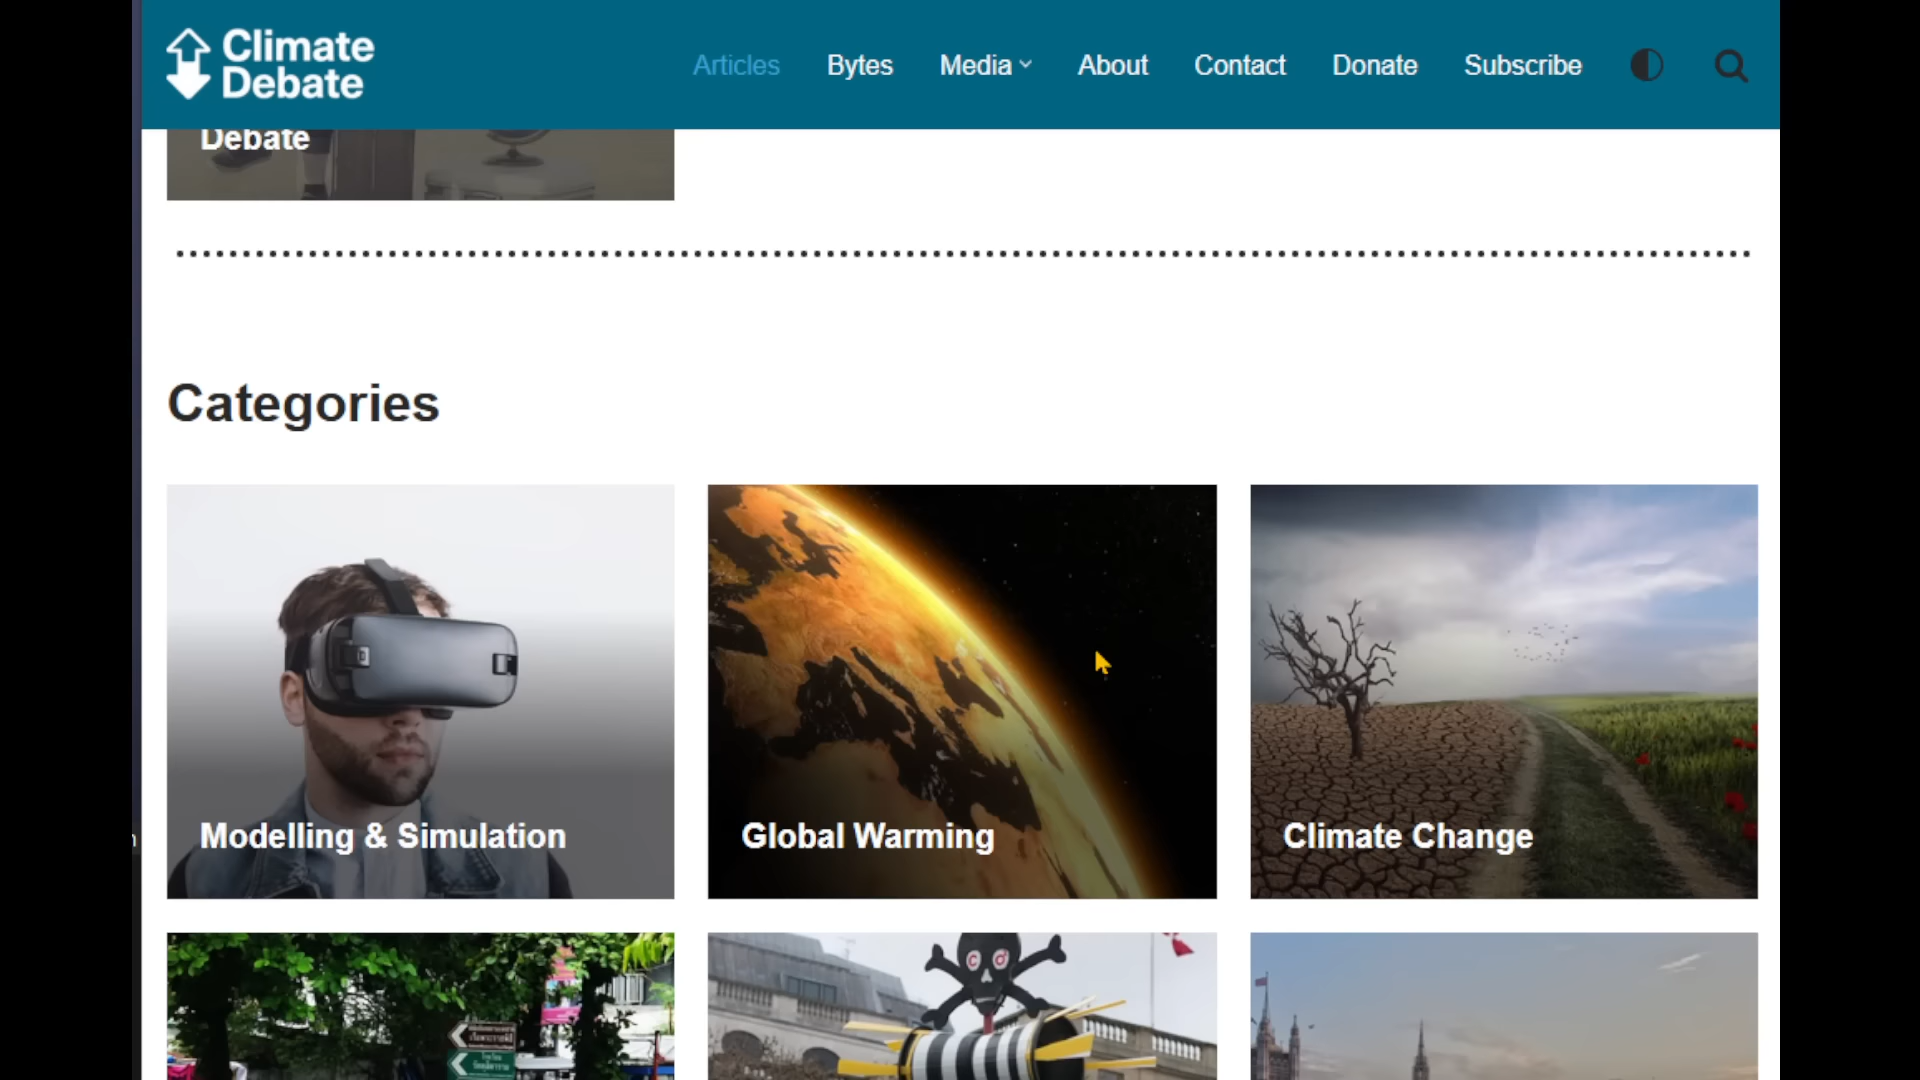 Climate
Debate
Articles
Bytes
Media
About
Contact
Donate
Subscribe
Debate
Categories
Modelling & Simulation
Global Warming
Climate Change
C